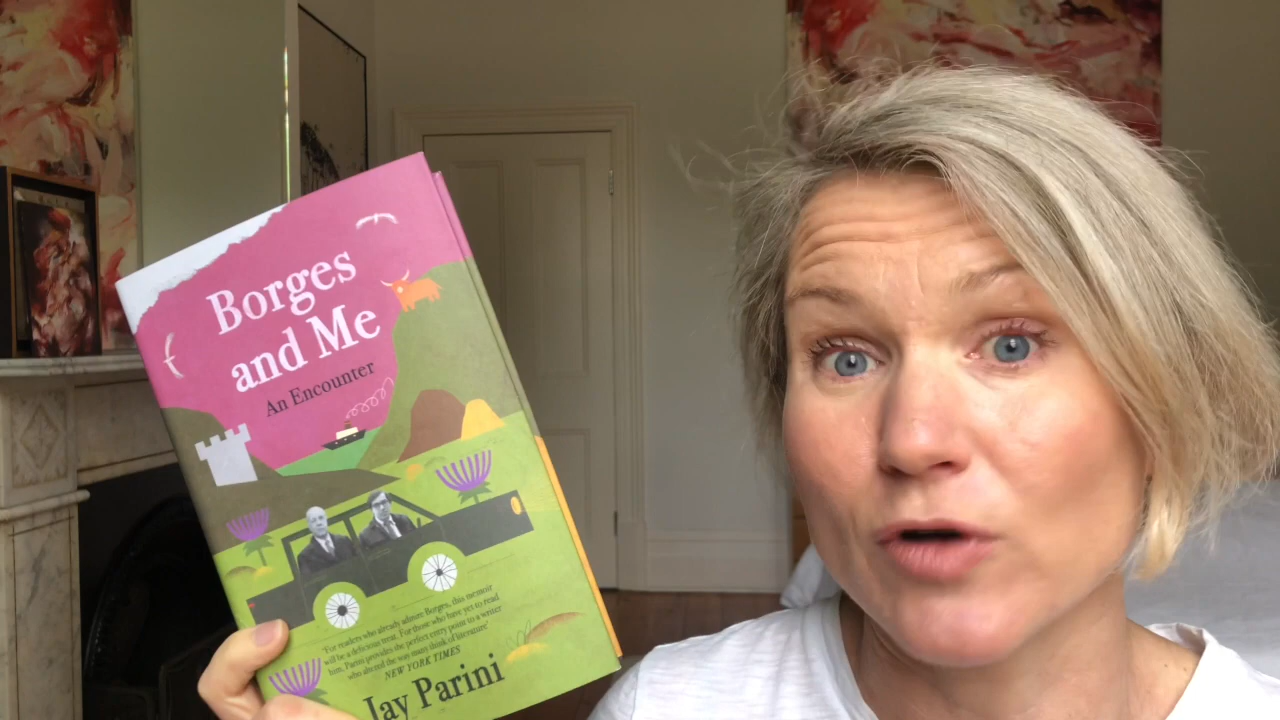 Borges
and Me
An Encounter
'For readers who already admire Borges, this memoir
will be a delicious treat. For those who have yet to read
him, Parini provides the perfect entry point to a writer
who altered the way many think of literature'
NEW YORK TIMES
Jay Parini